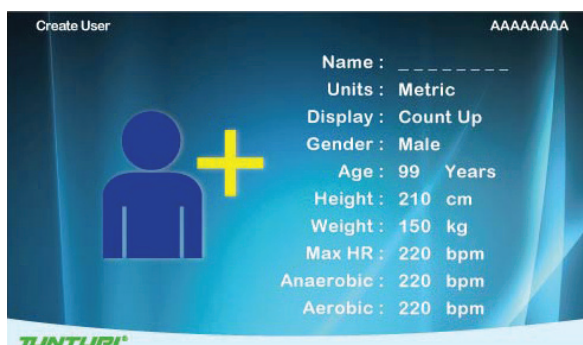 Create User AAAAAAAA
Name : _ _ _ _ _ _ _ _
Units : Metric
Display : Count Up
Gender : Male
Age : 99 Years
Height : 210 cm
Weight : 150 kg
Max HR : 220 bpm
Anaerobic : 220 bpm
Aerobic : 220 bpm
TUNTURI®